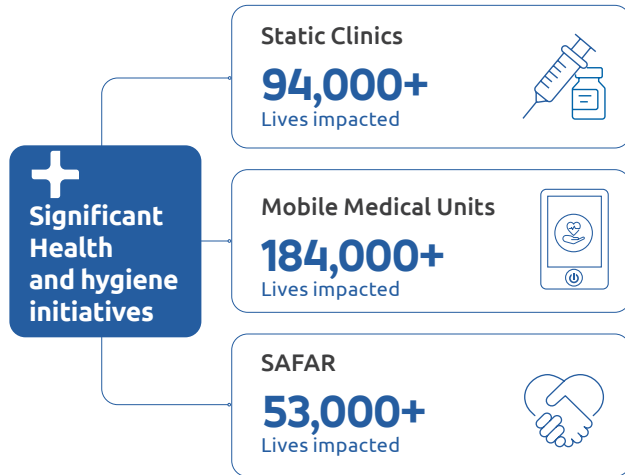 Static Clinics
94,000+
Lives impacted
Significant
Health
and hygiene
initiatives
Mobile Medical Units
184,000+
Lives impacted
SAFAR
53,000+
Lives impacted